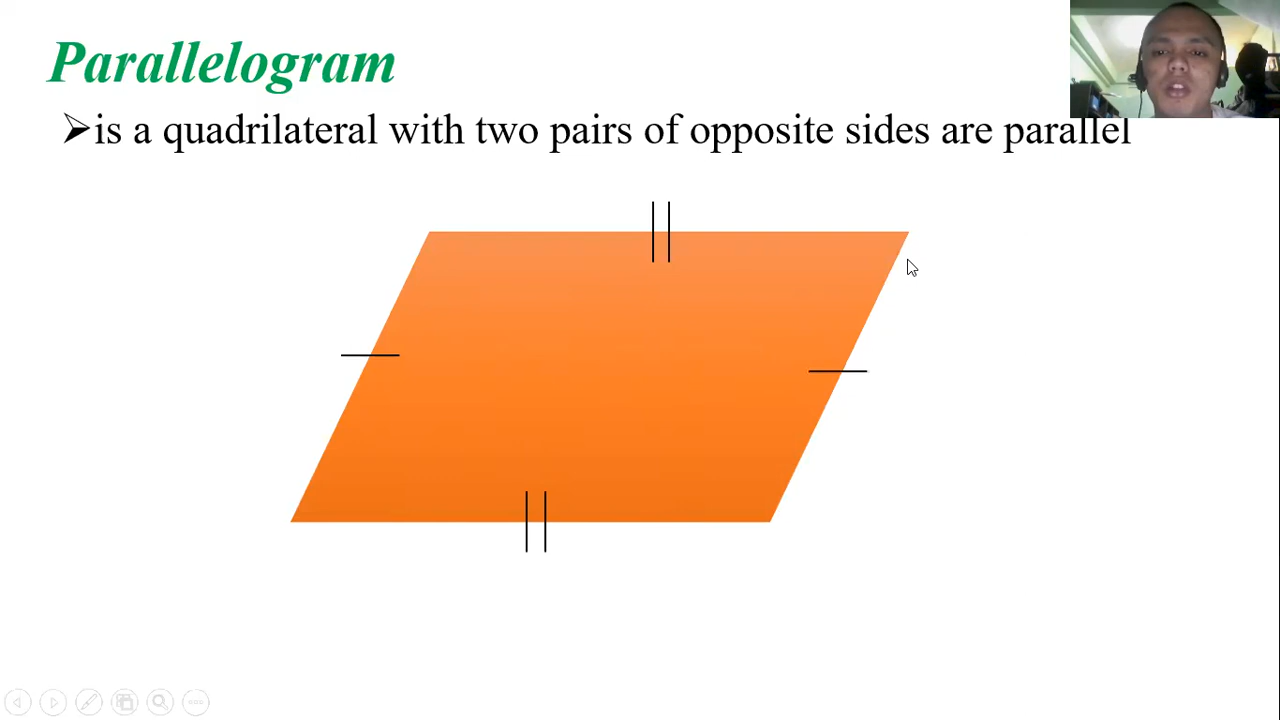 Parallelogram
➢is a quadrilateral with two pairs of opposite sides are parallel